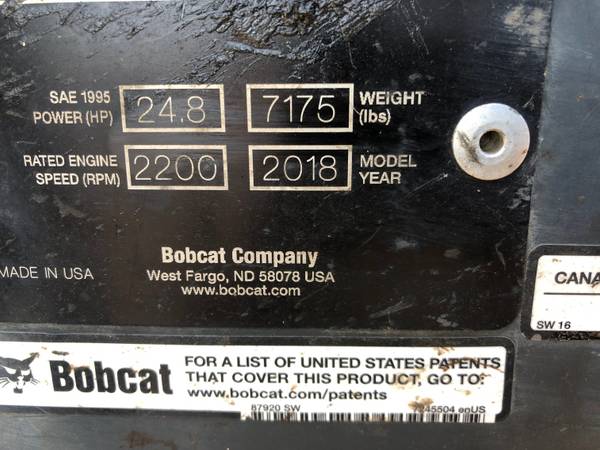 SAE 1995 24.8 7175 WEIGHT
POWER (HP) (lbs)
RATED ENGINE 2200 2018 MODEL
SPEED (RPM) YEAR
Bobcat Company
MADE IN USA West Fargo, ND 58078 USA
www.bobcat.com
CANA
SW 16
Bobcat
FOR A LIST OF UNITED STATES PATENTS
THAT COVER THIS PRODUCT, GO TO:
www.bobcat.com/patents
87920 SW 7245504 enUS